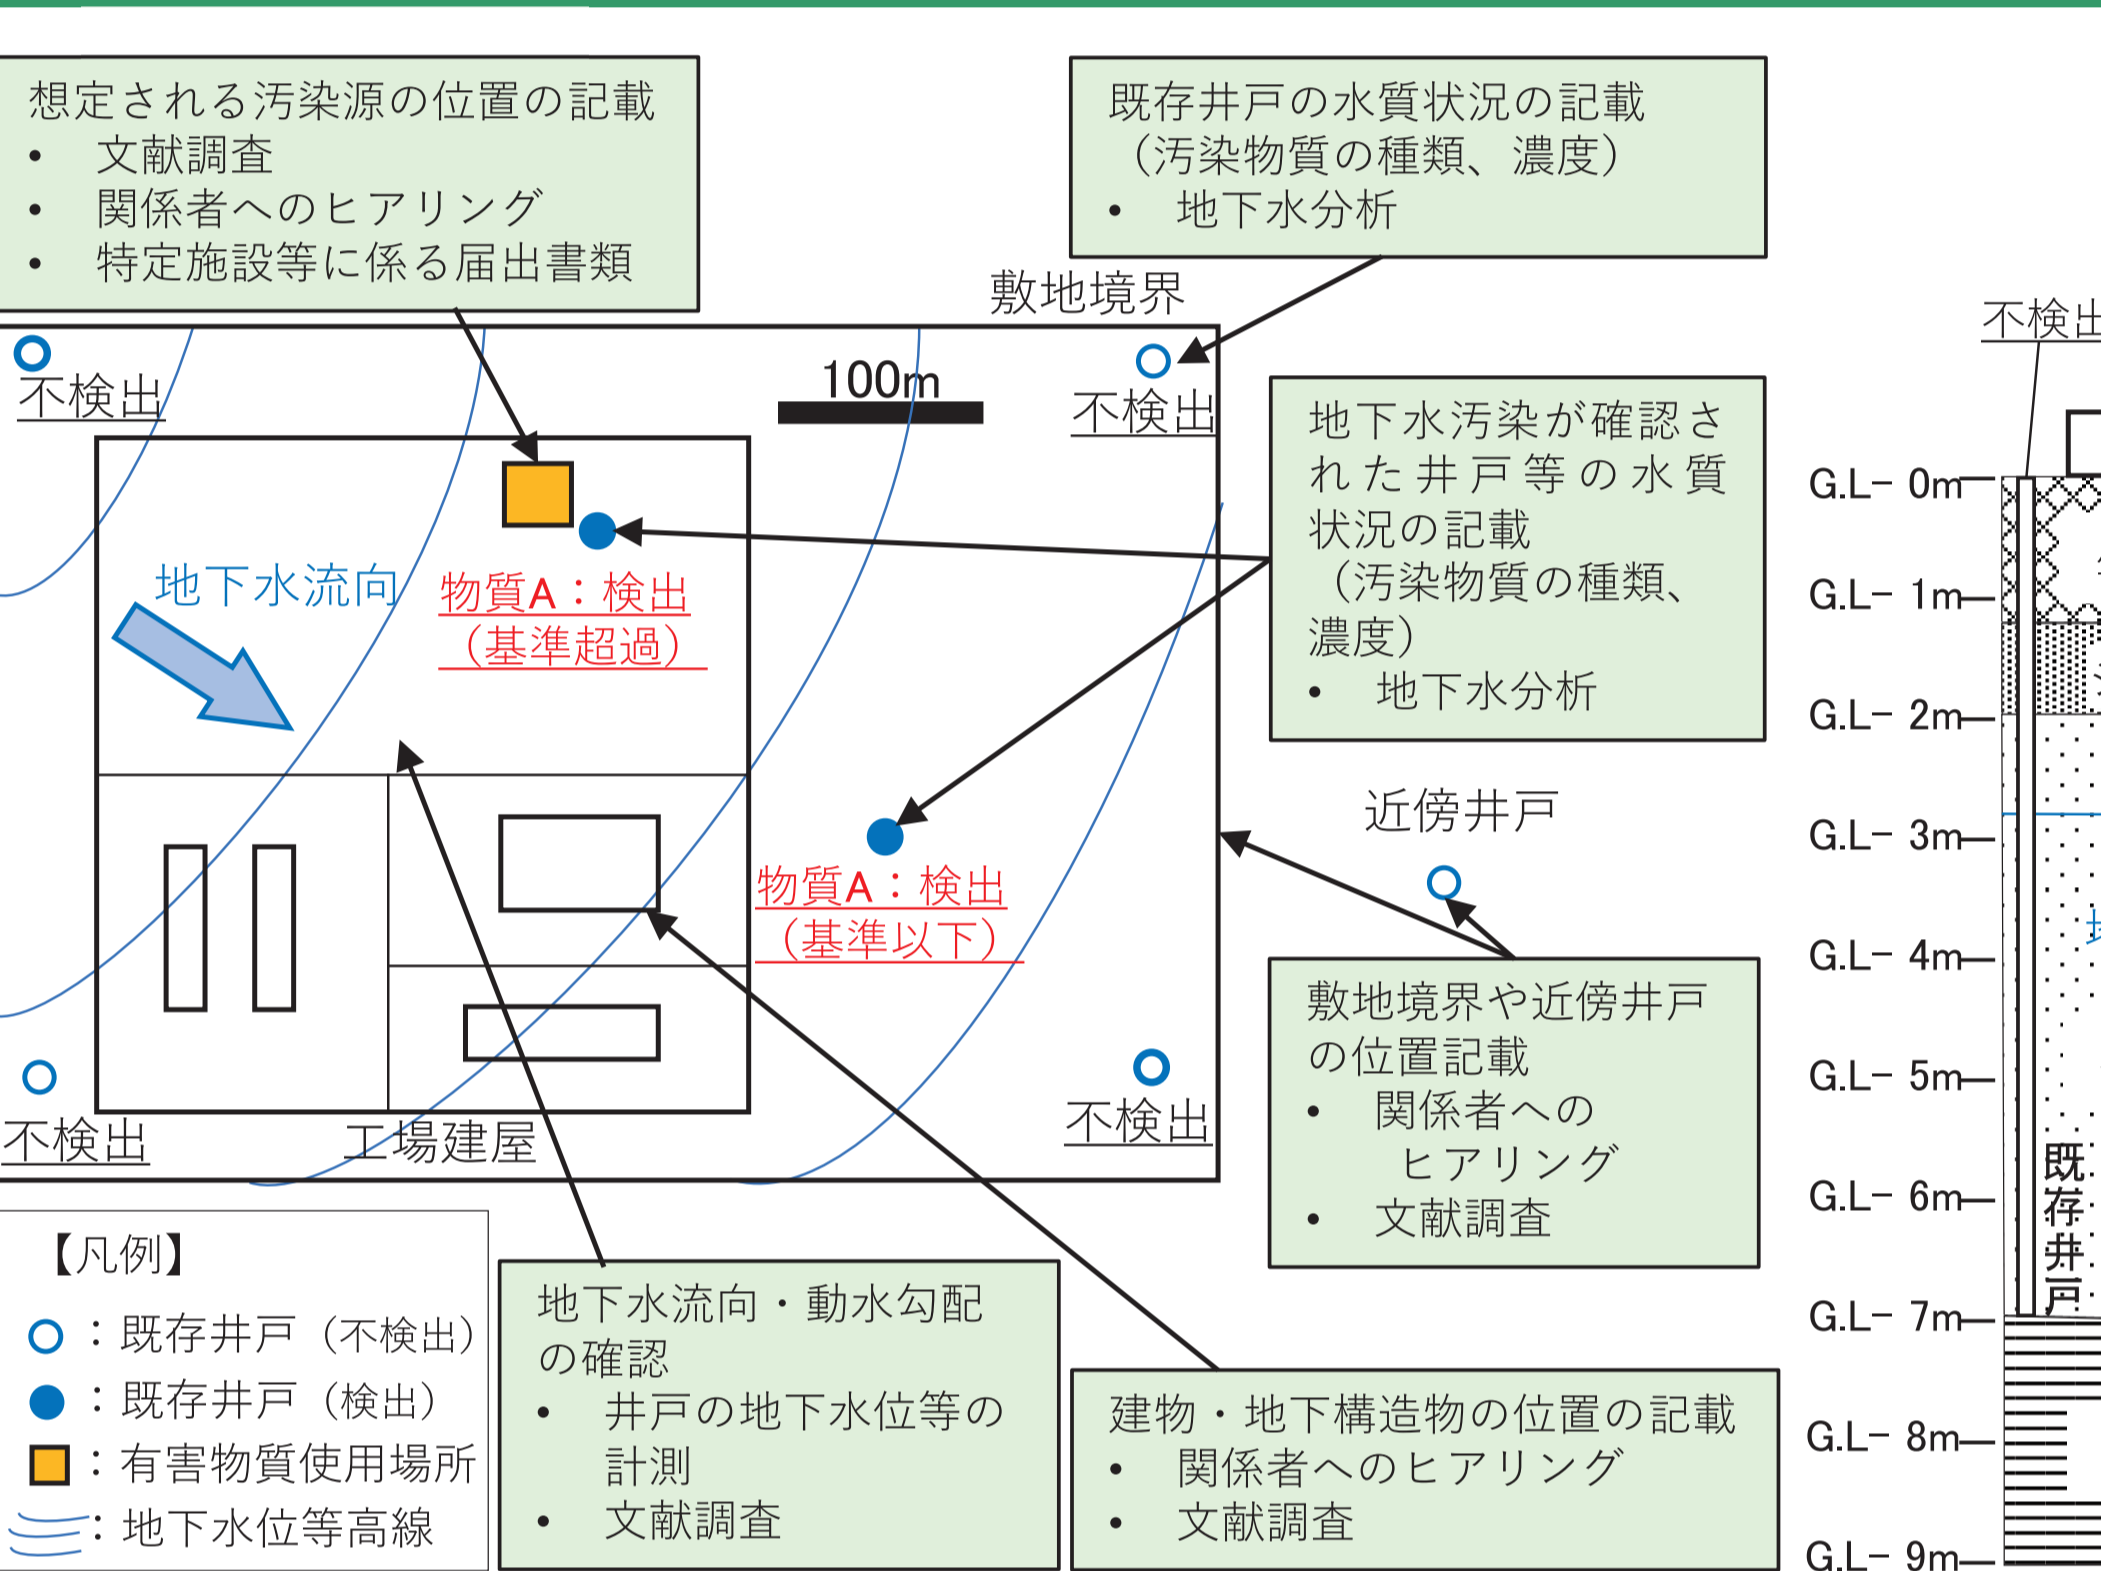 想定される汚染源の位置の記載
• 文献調査
• 関係者へのヒアリング
• 特定施設等に係る届出書類
既存井戸の水質状況の記載
（汚染物質の種類、濃度）
• 地下水分析
敷地境界
不検出
不検出
100m
不検出
地下水汚染が確認さ
れた井戸等の水質
状況の記載
（汚染物質の種類、
濃度）
• 地下水分析
地下水流向
物質A：検出
（基準超過）
近傍井戸
物質A：検出
（基準以下）
敷地境界や近傍井戸
の位置記載
• 関係者への
ヒアリング
• 文献調査
不検出
不検出
工場建屋
【凡例】
：既存井戸（不検出）
：既存井戸（検出）
：有害物質使用場所
：地下水位等高線
地下水流向・動水勾配
の確認
• 井戸の地下水位等の
計測
• 文献調査
建物・地下構造物の位置の記載
• 関係者へのヒアリング
• 文献調査
G.L− 0m
G.L− 1m
G.L− 2m
G.L− 3m
G.L− 4m
G.L− 5m
G.L− 6m
G.L− 7m
G.L− 8m
G.L− 9m
既存井戸